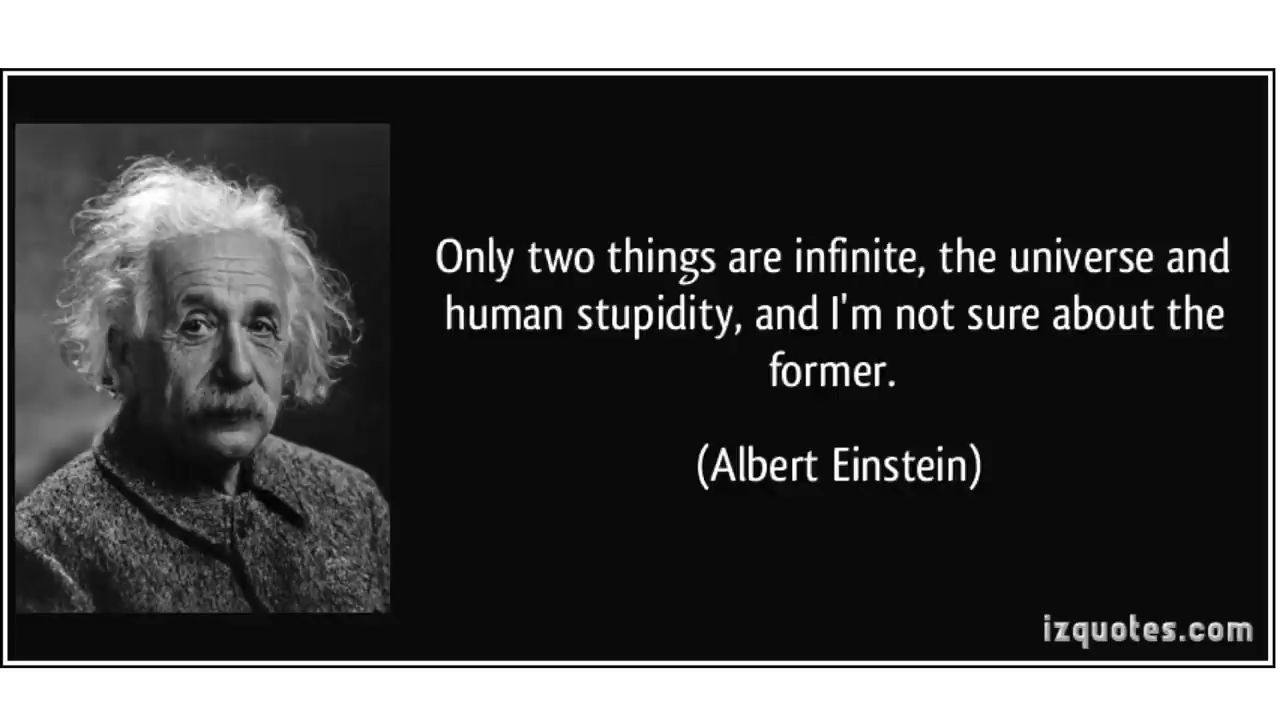 Only two things are infinite, the universe and
human stupidity, and I'm not sure about the
former.
(Albert Einstein)
izquotes.com